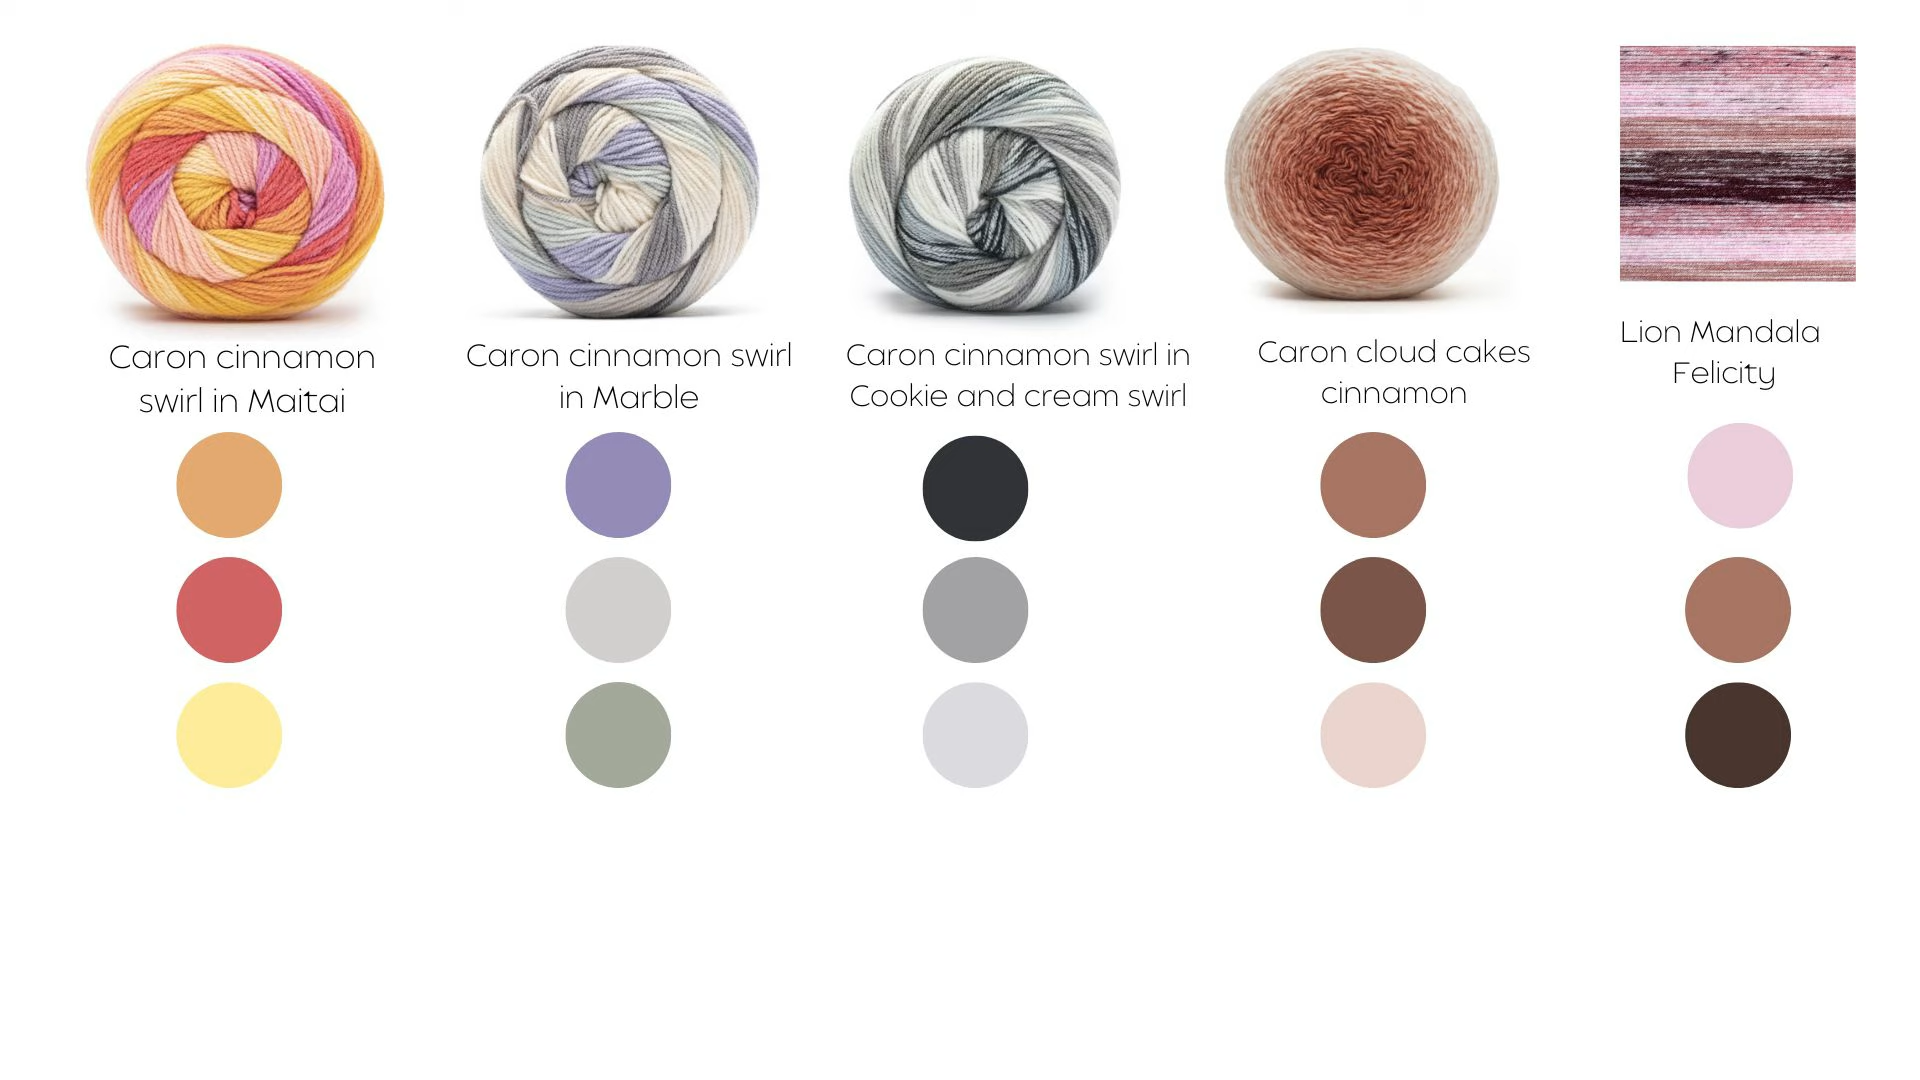 Caron cinnamon
swirl in Maitai
Caron cinnamon swirl
in Marble
Caron cinnamon swirl in
Cookie and cream swirl
Caron cloud cakes
cinnamon
Lion Mandala
Felicity